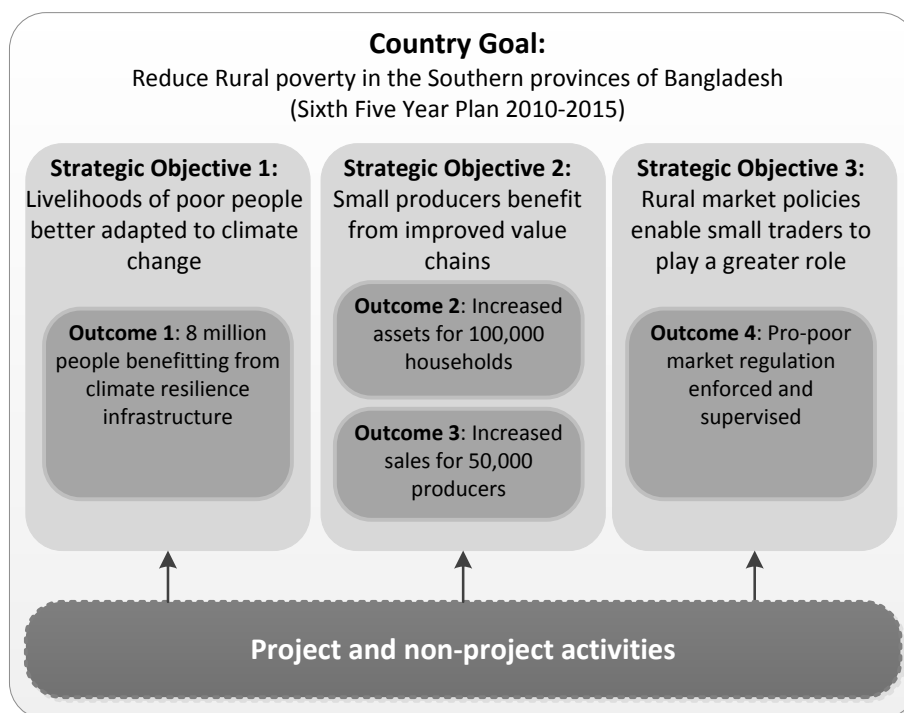 Country Goal:
Reduce Rural poverty in the Southern provinces of Bangladesh
(Sixth Five Year Plan 2010-2015)
Strategic Objective 1:
Livelihoods of poor people
better adapted to climate
change
Outcome 1: 8 million
people benefitting from
climate resilience
infrastructure
Strategic Objective 2:
Small producers benefit
from improved value
chains
Outcome 2: Increased
assets for 100,000
households
Outcome 3: Increased
sales for 50,000
producers
Strategic Objective 3:
Rural market policies
enable small traders to
play a greater role
Outcome 4: Pro-poor
market regulation
enforced and
supervised
Project and non-project activities